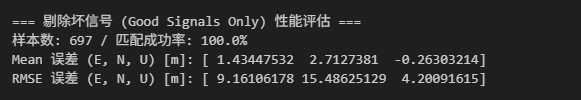 === 剔除坏信号 (Good Signals Only) 性能评估 ===
样本数: 697 / 匹配成功率: 100.0%
Mean 误差 (E, N, U) [m]: [ 1.43447532  2.7127381  -0.26303214]
RMSE 误差 (E, N, U) [m]: [ 9.16106178 15.48625129  4.20091615]